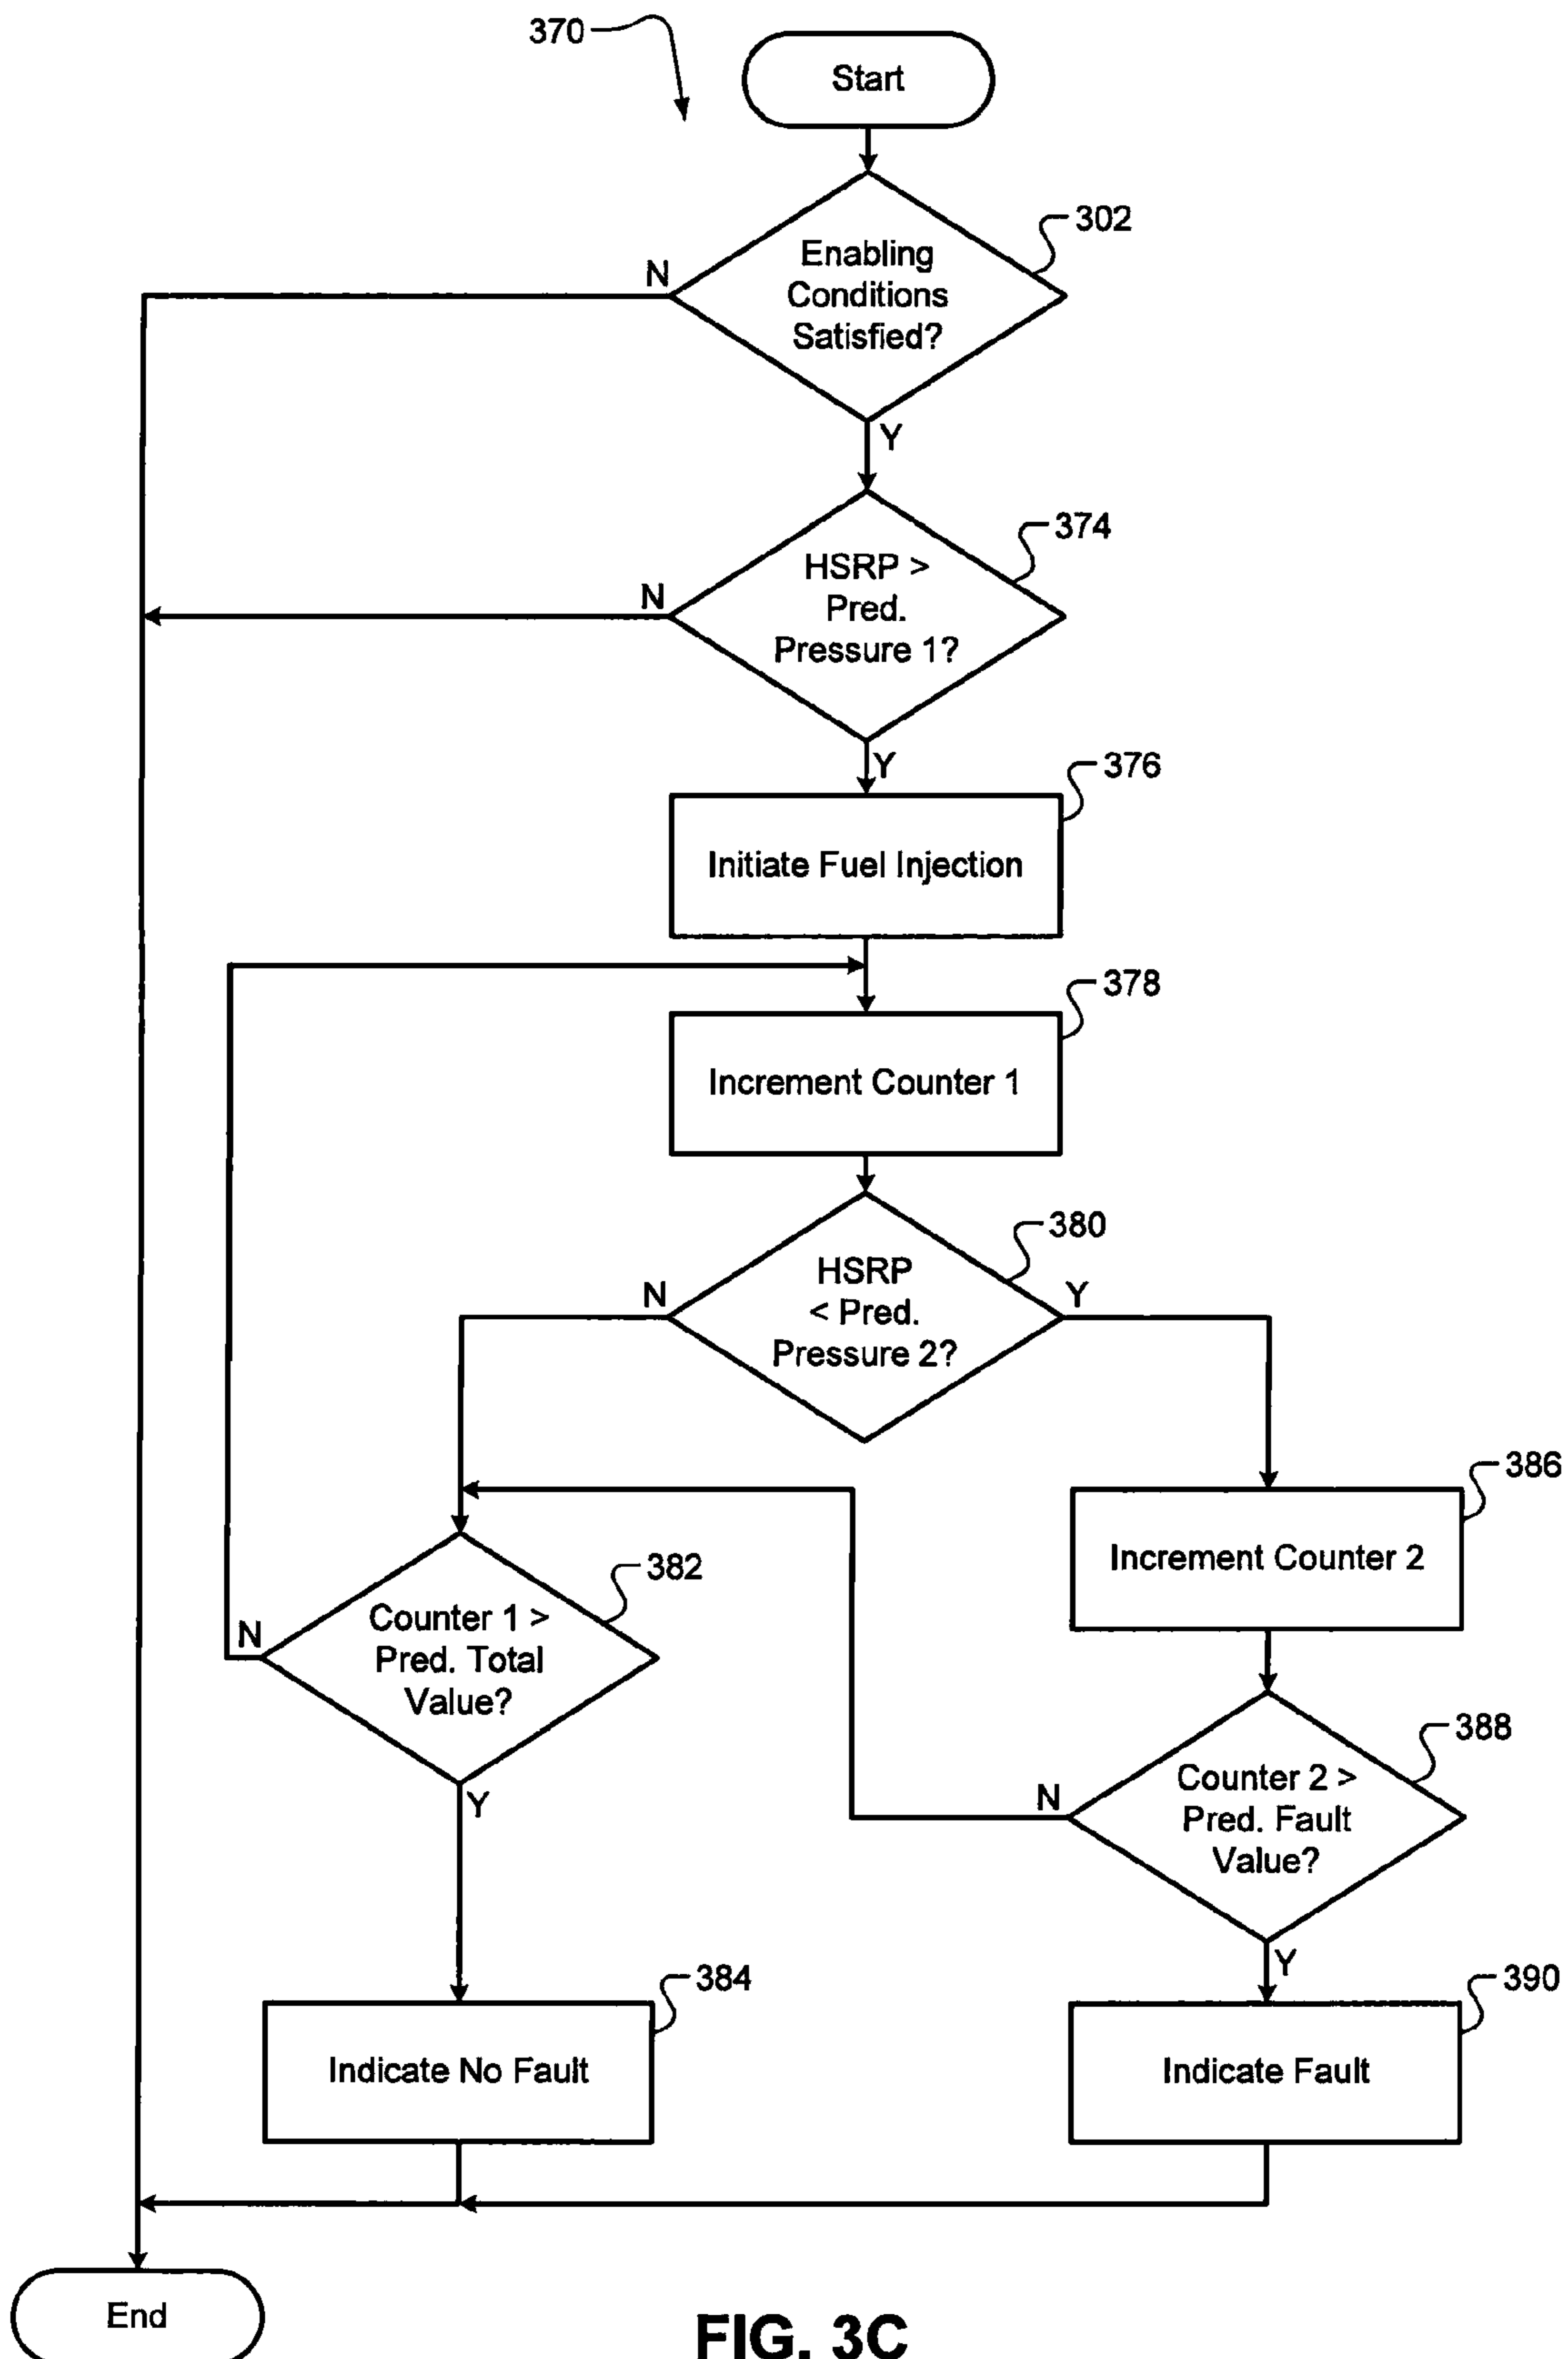 370
Start
302
Enabling
Conditions
Satisfied?
N
Y
374
HSRP >
Pred.
Pressure 1?
N
Y
376
Initiate Fuel Injection
378
Increment Counter 1
380
HSRP
< Pred.
Pressure 2?
N
Y
386
Increment Counter 2
382
Counter 1 >
Pred. Total
Value?
N
Y
388
Counter 2 >
Pred. Fault
Value?
N
Y
384
Indicate No Fault
390
Indicate Fault
End
FIG. 3C